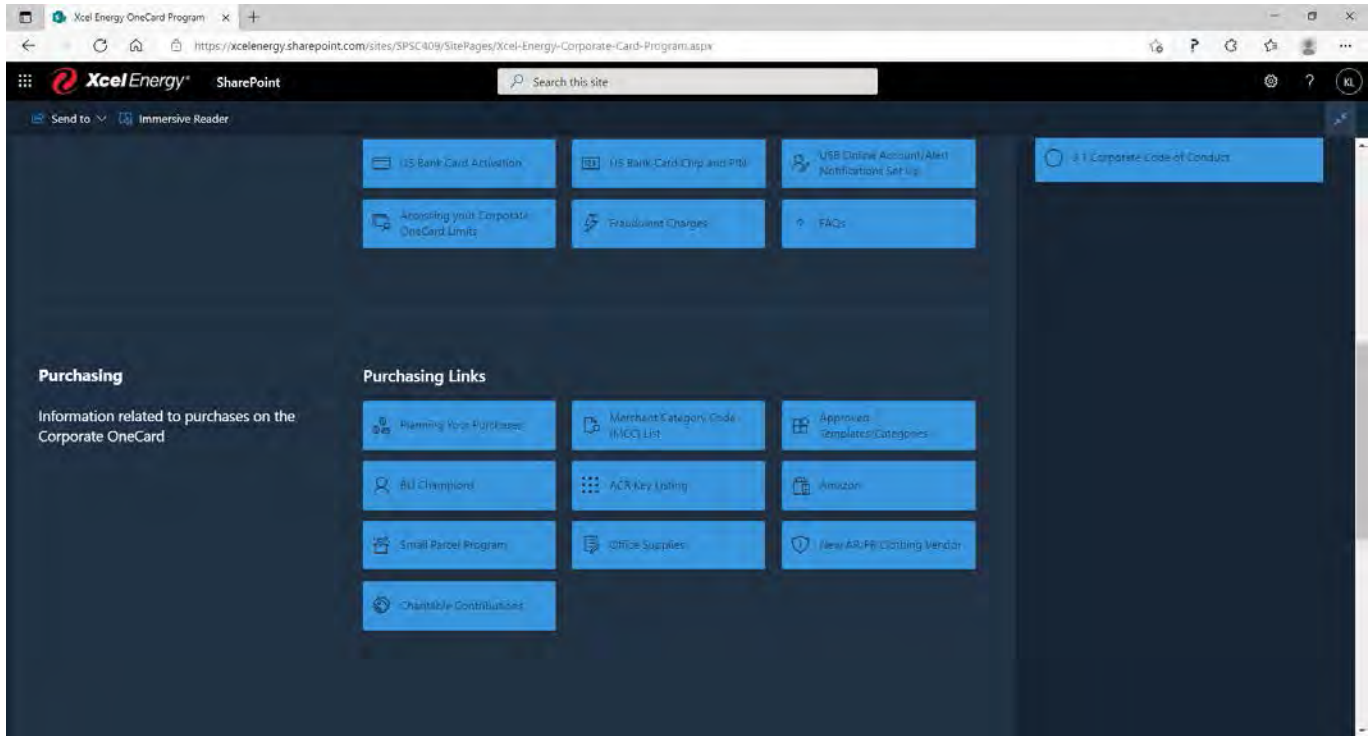 Xcel Energy OneCard Program
https://xcelenergy.sharepoint.com/sites/SPSC409/SitePages/Xcel-Energy-Corporate-Card-Program.aspx
Xcel Energy® SharePoint
Search this site
KL
Send to
Immersive Reader
US Bank Card Activation
US Bank Card Chip and PIN
USB Online Account/Alert
Notifications Set Up
9.1 Corporate Code of Conduct
Accessing your Corporate
OneCard Limits
Fraudulent Charges
FAQs
Purchasing
Information related to purchases on the
Corporate OneCard
Purchasing Links
Planning Your Purchases
Merchant Category Code
(MCC) List
Approved
Templates/Categories
BU Champions
ACR Key Listing
Amazon
Small Parcel Program
Office Supplies
New AR/FR Clothing Vendor
Charitable Contributions